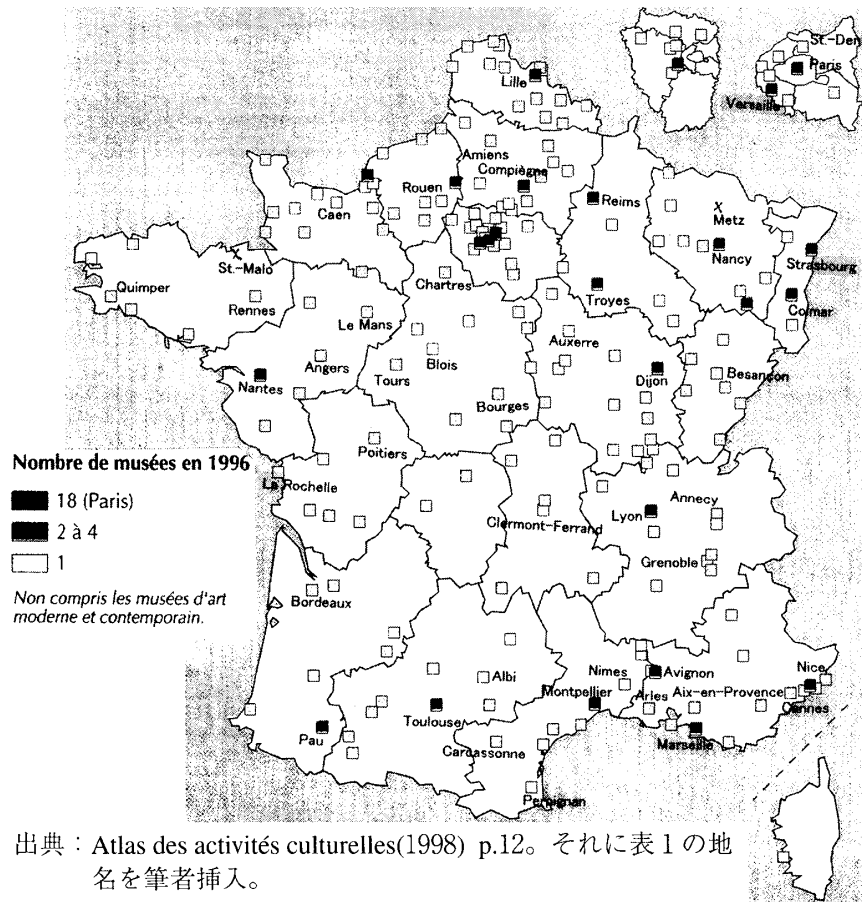 St.-Den
Paris
Versaille
Lille
Amiens
Compiègne
Rouen
Reims
Caen
Metz
Nancy
Strasbourg
St.-Malo
Chartres
Troyes
Colmar
Quimper
Rennes
Le Mans
Auxerre
Angers
Tours
Blois
Dijon
Besançon
Nantes
Bourges
Poitiers
Nombre de musées en 1996
La Rochelle
18 (Paris)
2 à 4
1
Non compris les musées d'art
moderne et contemporain.
Clermont-Ferrand
Lyon
Annecy
Grenoble
Bordeaux
Albi
Nimes
Avignon
Nice
Montpellier
Arles
Aix-en-Provence
Cannes
Toulouse
Pau
Marseille
Carcassonne
Perpignan
出典：Atlas des activités culturelles(1998) p.12。それに表1の地
名を筆者挿入。